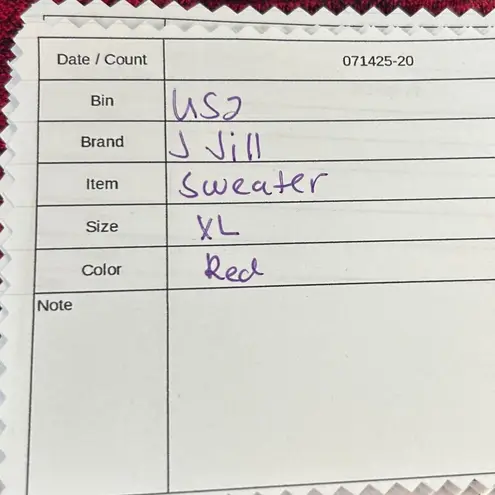 Date / Count 071425-20
Bin US2
Brand J Jill
Item Sweater
Size XL
Color Red
Note